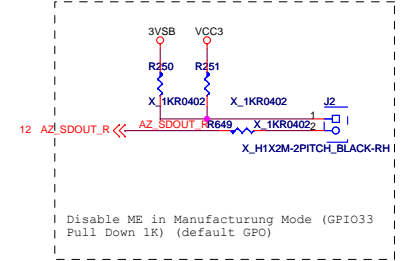 3VSB VCC3
R250 R251
X_1KR0402 X_1KR0402 J2
1
12 AZ_SDOUT_R AZ_SDOUT_R R649 X_1KR0402 2
X_H1X2M-2PITCH_BLACK-RH
Disable ME in Manufacturung Mode (GPIO33
Pull Down 1K) (default GPO)